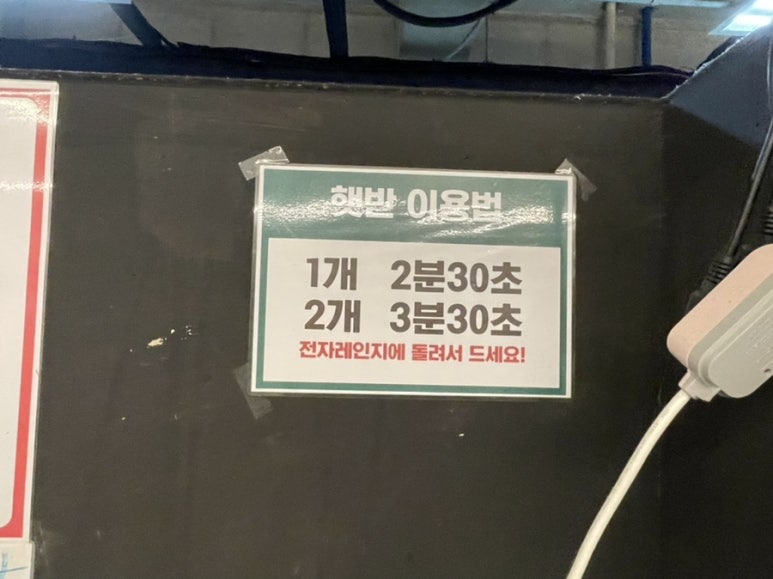 햇반 이용법
1개 2분30초
2개 3분30초
전자레인지에 돌려서 드세요!